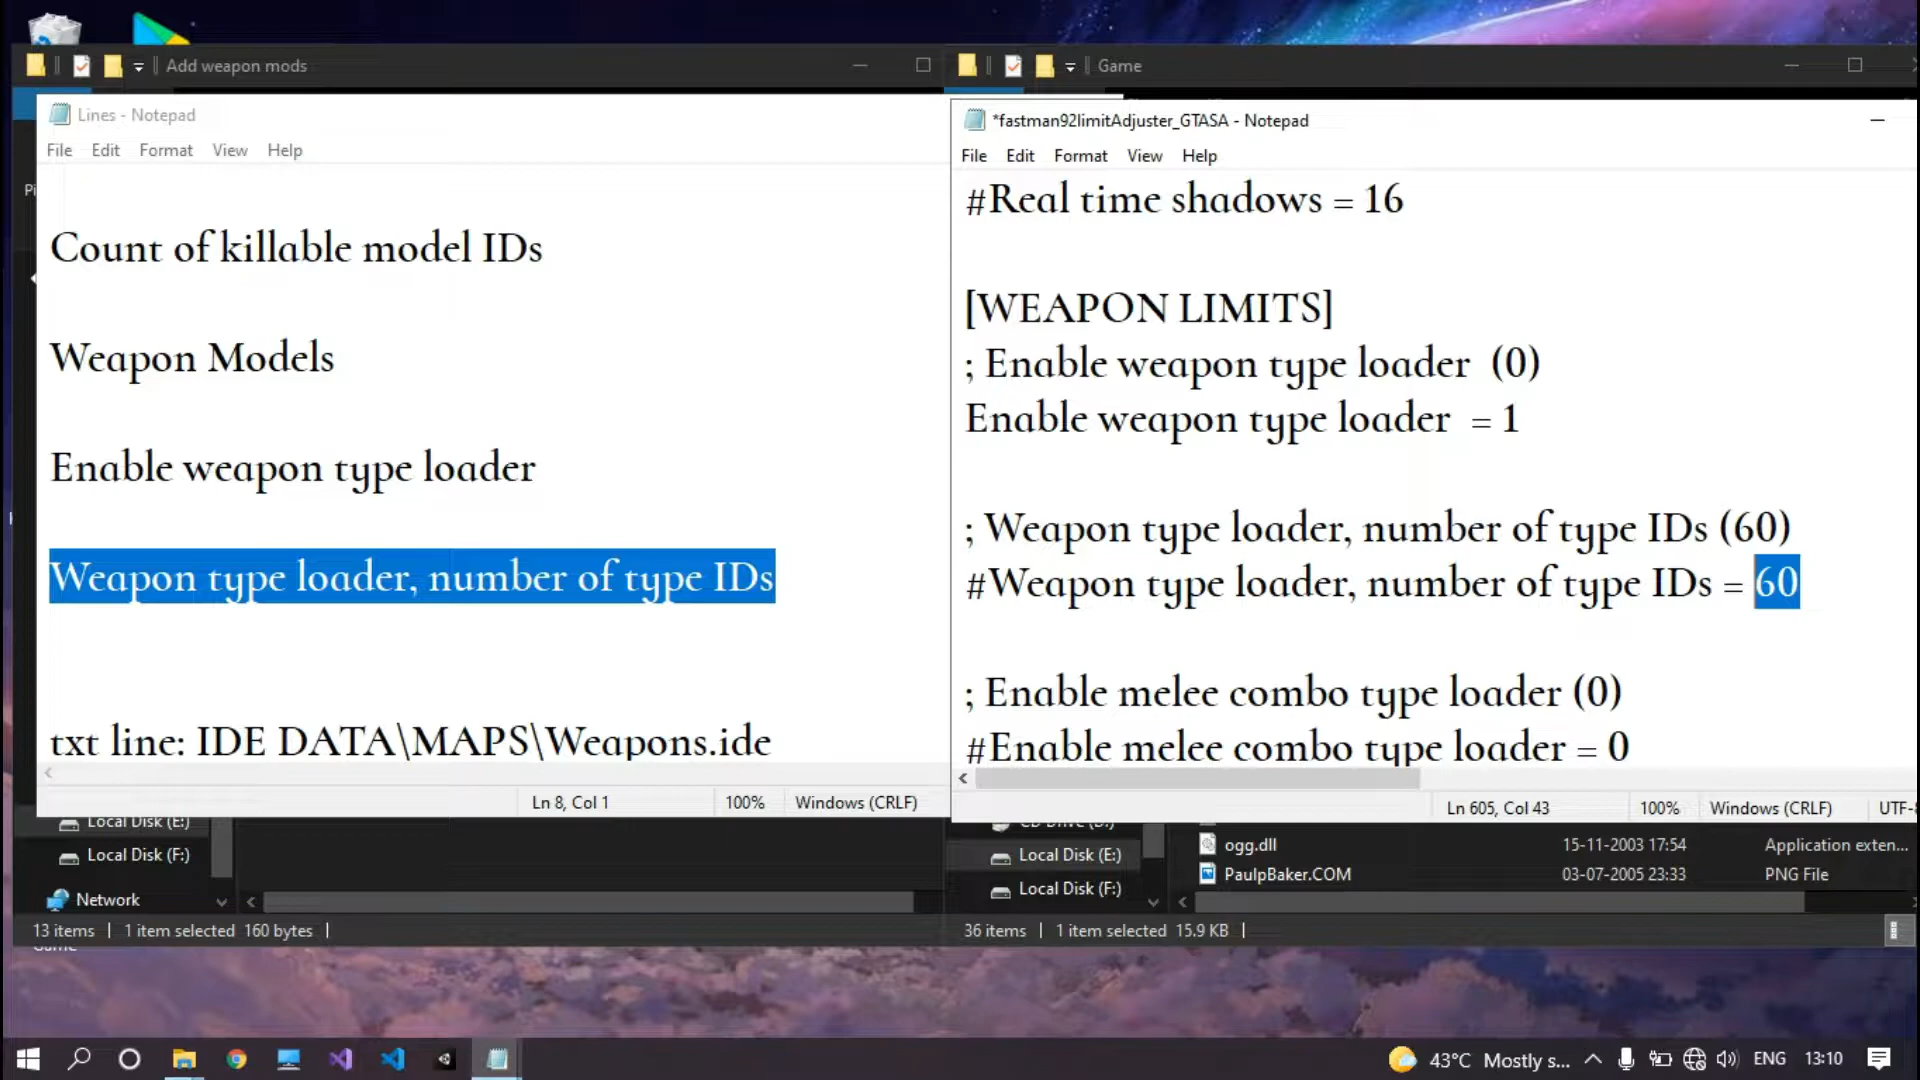 Add weapon mods
Game
Lines - Notepad
File Edit Format View Help
Count of killable model IDs
Weapon Models
Enable weapon type loader
Weapon type loader, number of type IDs
txt line: IDE DATA\MAPS\Weapons.ide
Ln 8, Col 1 100% Windows (CRLF)
*fastman92limitAdjuster_GTASA - Notepad
File Edit Format View Help
#Real time shadows = 16
[WEAPON LIMITS]
; Enable weapon type loader (0)
Enable weapon type loader = 1
; Weapon type loader, number of type IDs (60)
#Weapon type loader, number of type IDs = 60
; Enable melee combo type loader (0)
#Enable melee combo type loader = 0
Ln 605, Col 43 100% Windows (CRLF) UTF-8
Local Disk (E:)
Local Disk (F:)
Network
13 items 1 item selected 160 bytes
Local Disk (E:)
Local Disk (F:)
ogg.dll 15-11-2003 17:54 Application exten...
PaulpBaker.COM 03-07-2005 23:33 PNG File
36 items 1 item selected 15.9 KB
Game
43°C Mostly s... ENG 13:10